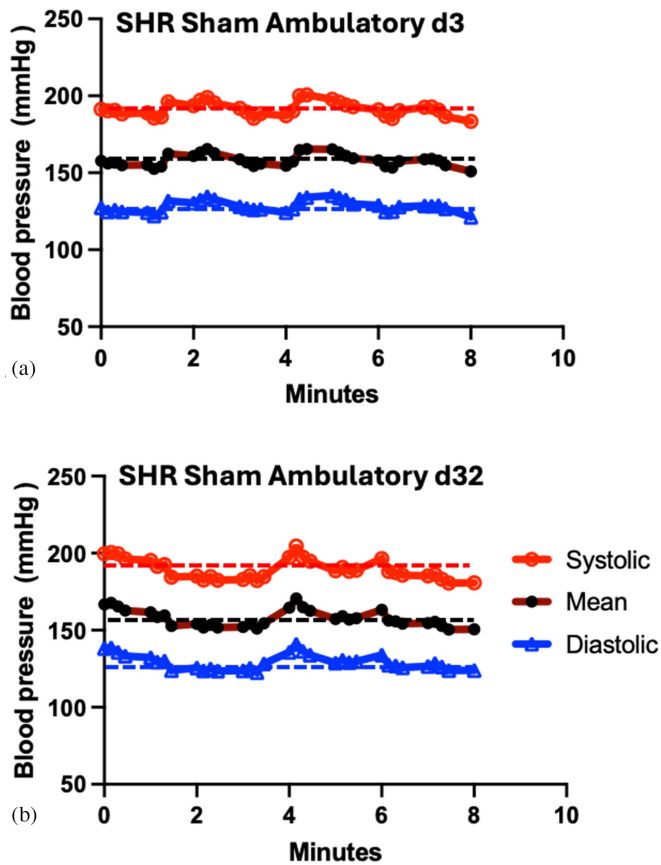 SHR Sham Ambulatory d3
Blood pressure (mmHg)
250
200
150
100
50
0 2 4 6 8 10
Minutes
(a)
SHR Sham Ambulatory d32
Blood pressure (mmHg)
250
200
150
100
50
0 2 4 6 8 10
Minutes
(b)
Systolic
Mean
Diastolic